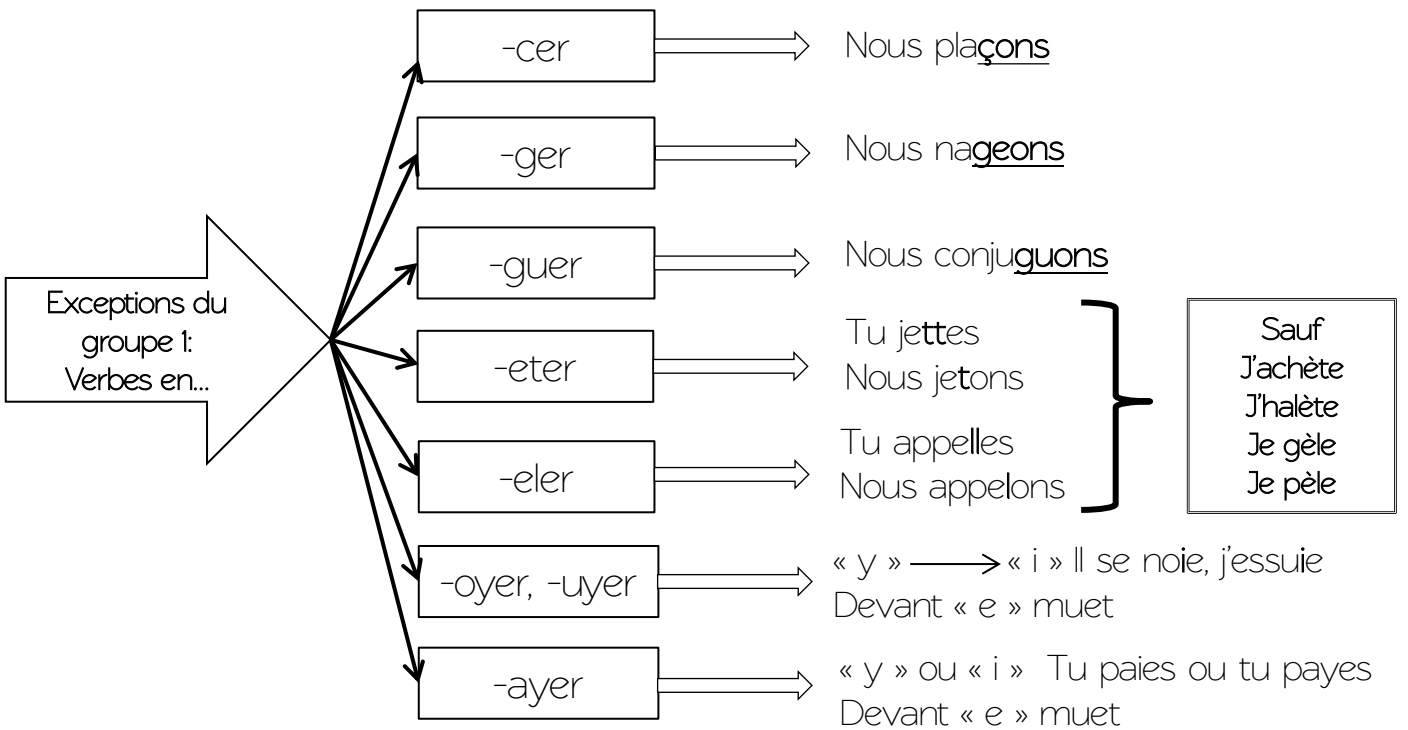 Exceptions du
groupe 1:
Verbes en...
-cer
Nous plaçons
-ger
Nous nageons
-guer
Nous conjuguons
-eter
Tu jettes
Nous jetons
-eler
Tu appelles
Nous appelons
Sauf
J'achète
J'halète
Je gèle
Je pèle
-oyer, -uyer
« y » → « i » Il se noie, j'essuie
Devant « e » muet
-ayer
« y » ou « i » Tu paies ou tu payes
Devant « e » muet